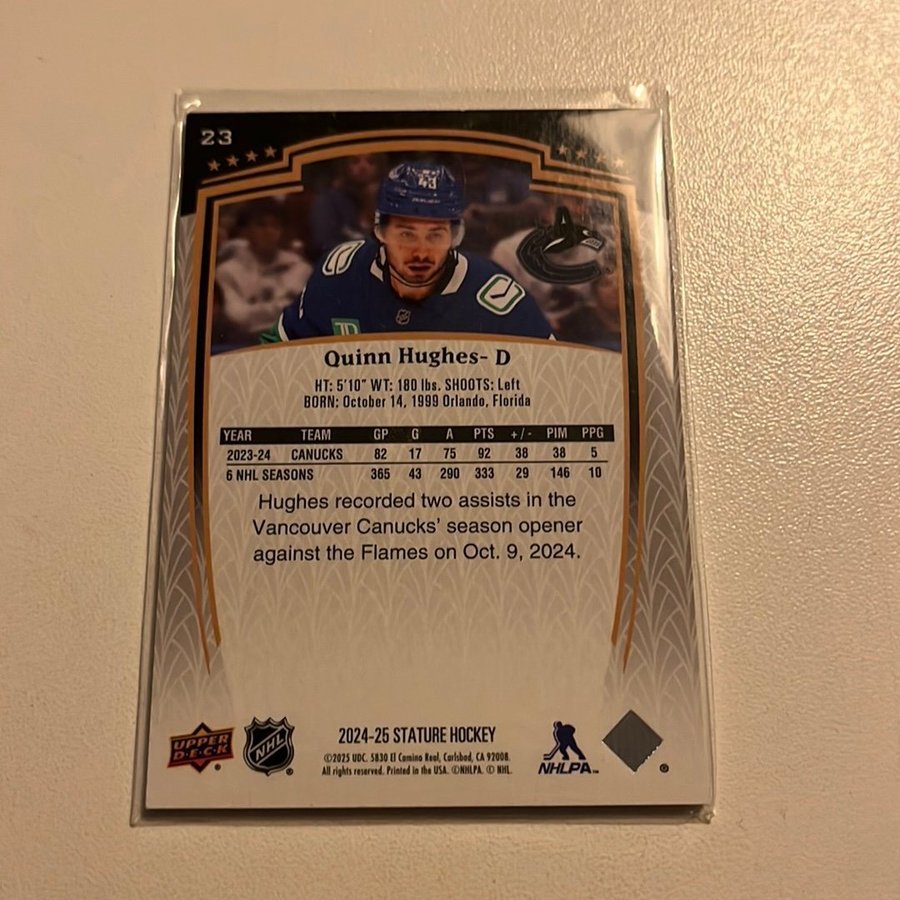 23
43
Quinn Hughes- D
HT: 5'10" WT: 180 lbs. SHOOTS: Left
BORN: October 14, 1999 Orlando, Florida
YEAR TEAM GP G A PTS +/- PIM PPG
2023-24 CANUCKS 82 17 75 92 38 38 5
6 NHL SEASONS 365 43 290 333 29 146 10
Hughes recorded two assists in the
Vancouver Canucks' season opener
against the Flames on Oct. 9, 2024.
UPPER
D·E·C·K
NHL
2024-25 STATURE HOCKEY
©2025 UDC. 5830 El Camino Real, Carlsbad, CA 92008.
All rights reserved. Printed in the USA. ©NHLPA. © NHL.
NHLPA™